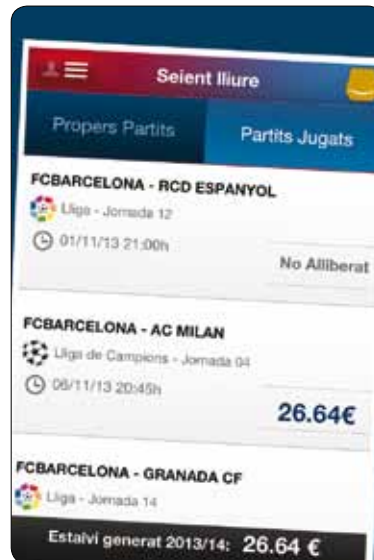 Seient lliure
Propers Partits
Partits Jugats
FCBARCELONA - RCD ESPANYOL
Lliga - Jornada 12
01/11/13 21:00h
No Alliberat
FCBARCELONA - AC MILAN
Lliga de Campions - Jornada 04
06/11/13 20:45h
26.64€
FCBARCELONA - GRANADA CF
Lliga - Jornada 14
Estalvi generat 2013/14: 26.64 €